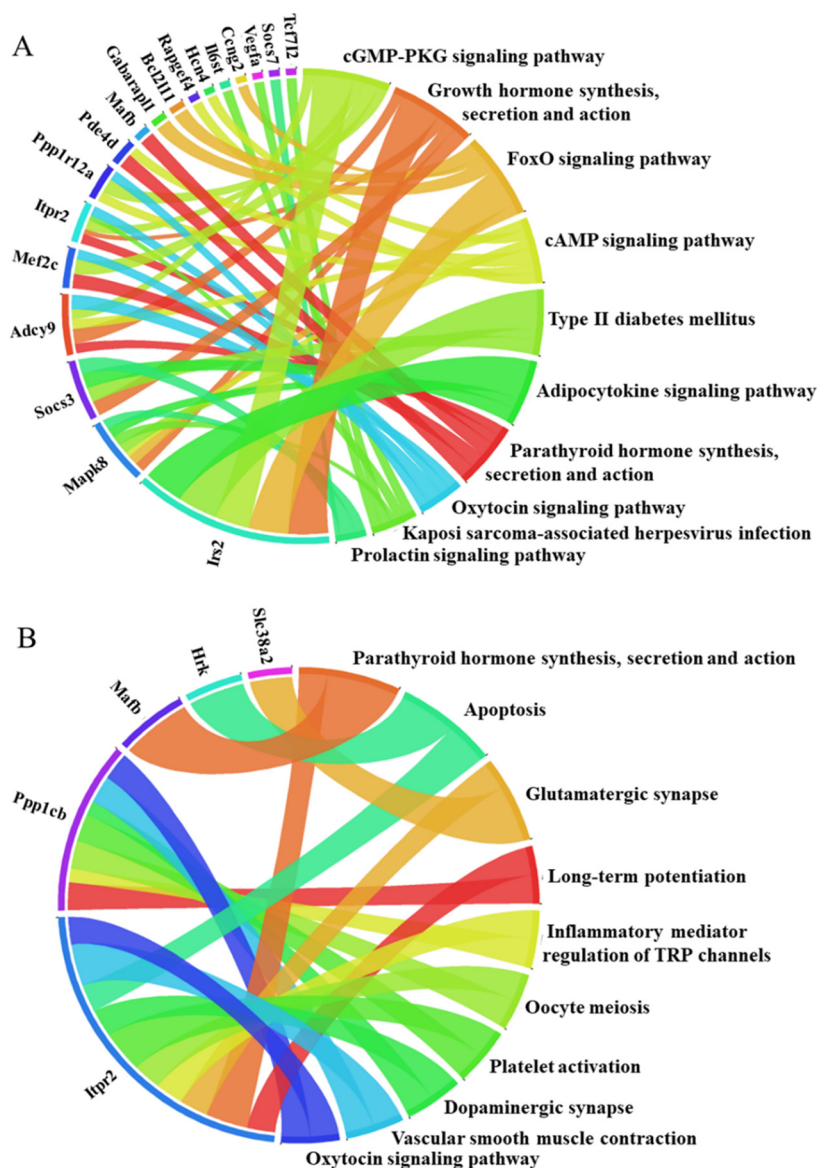 A
Tcf7l2
Socs7
Vegfa
Ccng2
Il6st
Hcn4
Rapgef4
Bcl2l11
Gabarapl1
Mafb
Pde4d
Ppp1r12a
Itpr2
Mef2c
Adcy9
Socs3
Mapk8
Irs2
cGMP-PKG signaling pathway
Growth hormone synthesis,
secretion and action
FoxO signaling pathway
cAMP signaling pathway
Type II diabetes mellitus
Adipocytokine signaling pathway
Parathyroid hormone synthesis,
secretion and action
Oxytocin signaling pathway
Kaposi sarcoma-associated herpesvirus infection
Prolactin signaling pathway
B
Slc38a2
Hrk
Mafb
Ppp1cb
Itpr2
Parathyroid hormone synthesis, secretion and action
Apoptosis
Glutamatergic synapse
Long-term potentiation
Inflammatory mediator
regulation of TRP channels
Oocyte meiosis
Platelet activation
Dopaminergic synapse
Vascular smooth muscle contraction
Oxytocin signaling pathway